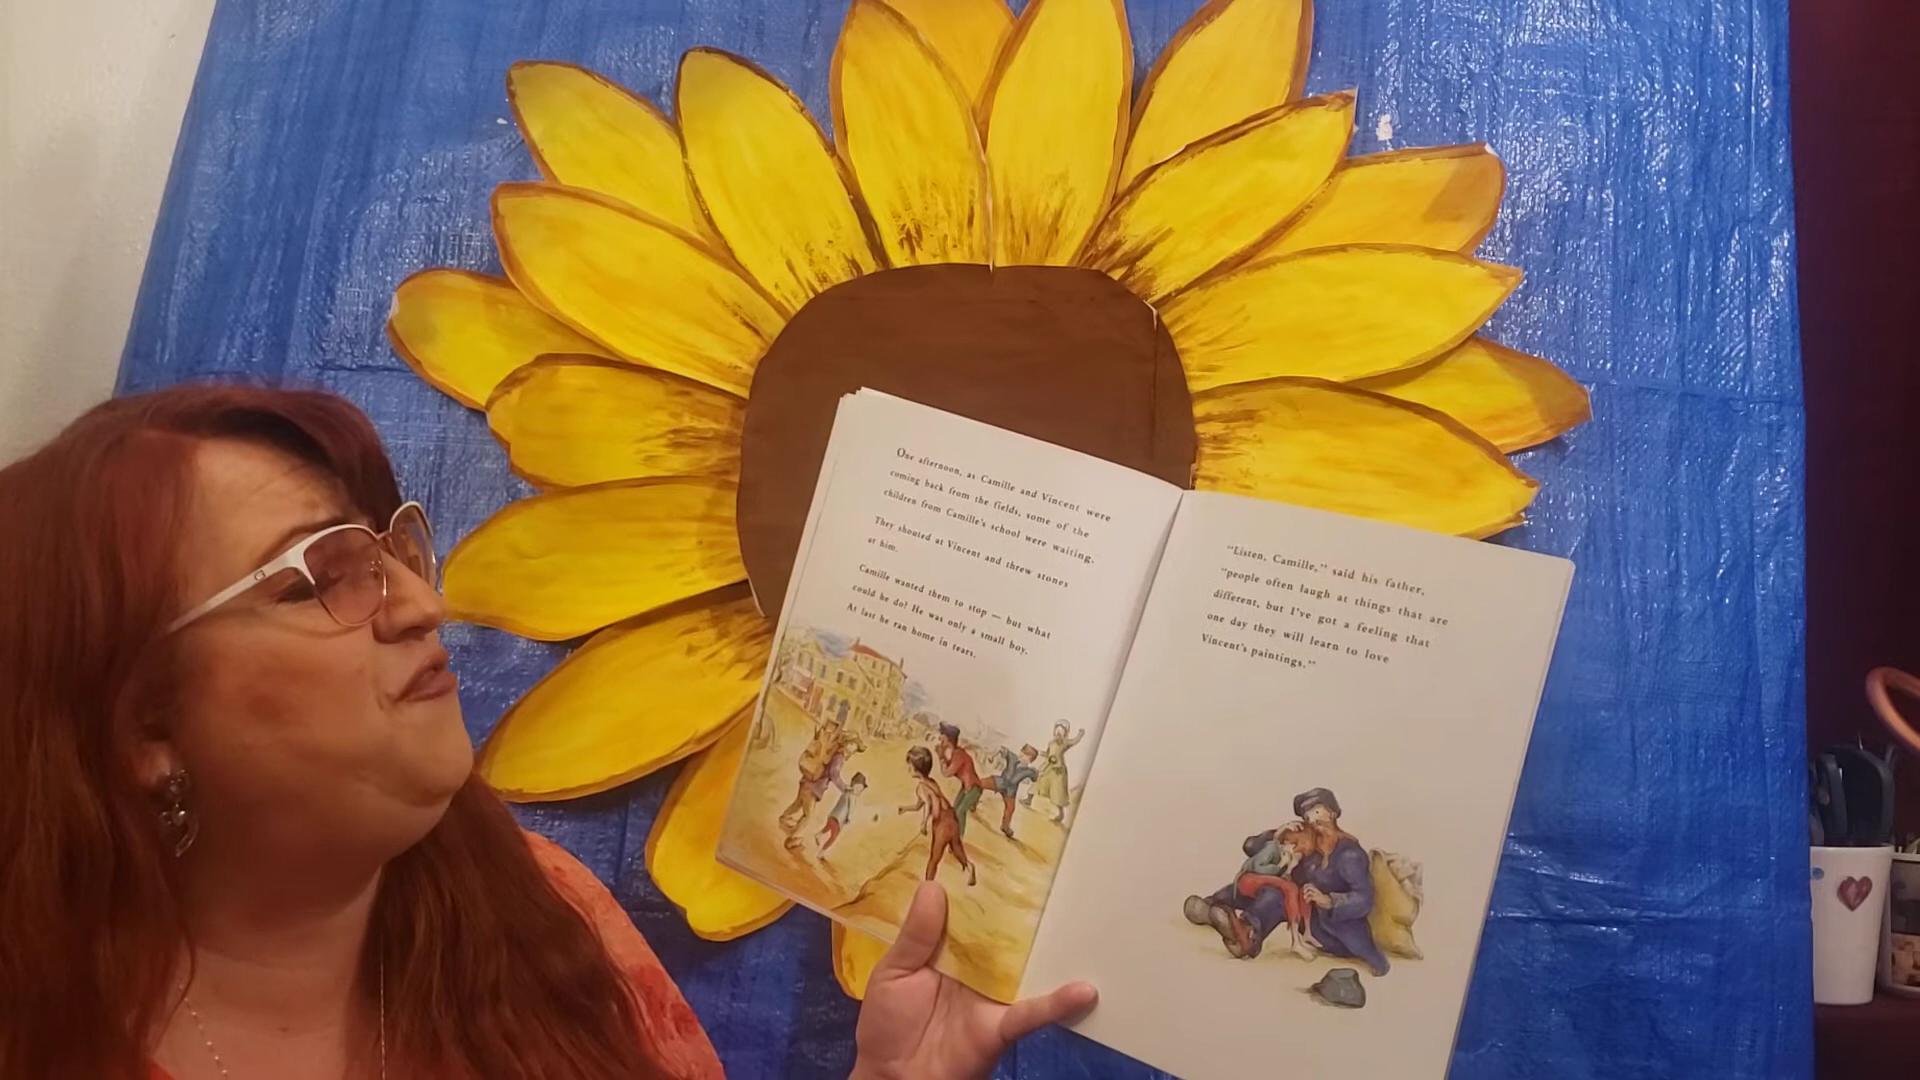 One afternoon, as Camille and Vincent were
coming back from the fields, some of the
children from Camille's school were waiting.
They shouted at Vincent and threw stones
at him.
Camille wanted them to stop — but what
could he do? He was only a small boy.
At last he ran home in tears.
"Listen, Camille," said his father,
"people often laugh at things that are
different, but I've got a feeling that
one day they will learn to love
Vincent's paintings."